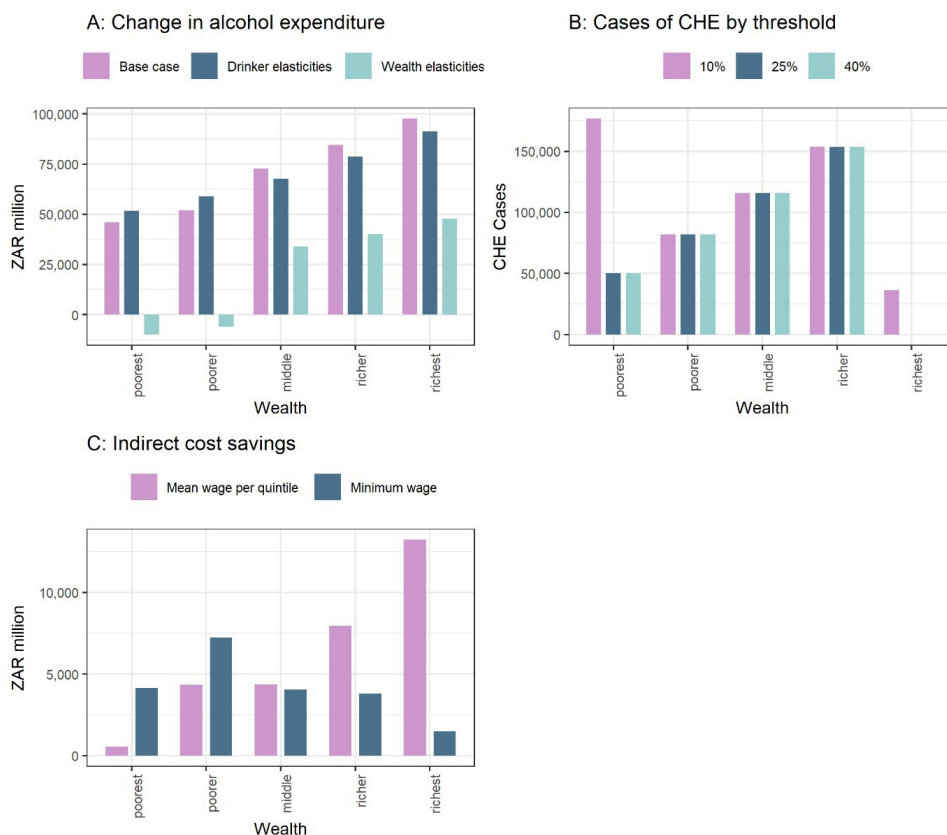 A: Change in alcohol expenditure
Base case
Drinker elasticities
Wealth elasticities
100,000
75,000
50,000
25,000
0
ZAR million
poorest
poorer
middle
richer
richest
Wealth
B: Cases of CHE by threshold
10%
25%
40%
150,000
100,000
50,000
0
CHE Cases
poorest
poorer
middle
richer
richest
Wealth
C: Indirect cost savings
Mean wage per quintile
Minimum wage
10,000
5,000
0
ZAR million
poorest
poorer
middle
richer
richest
Wealth